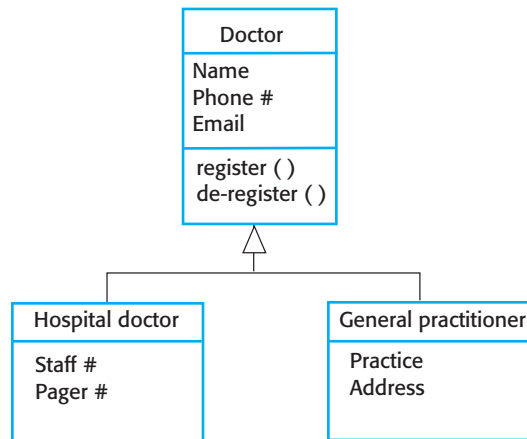 Doctor
Name
Phone #
Email
register ( )
de-register ( )
Hospital doctor
Staff #
Pager #
General practitioner
Practice
Address